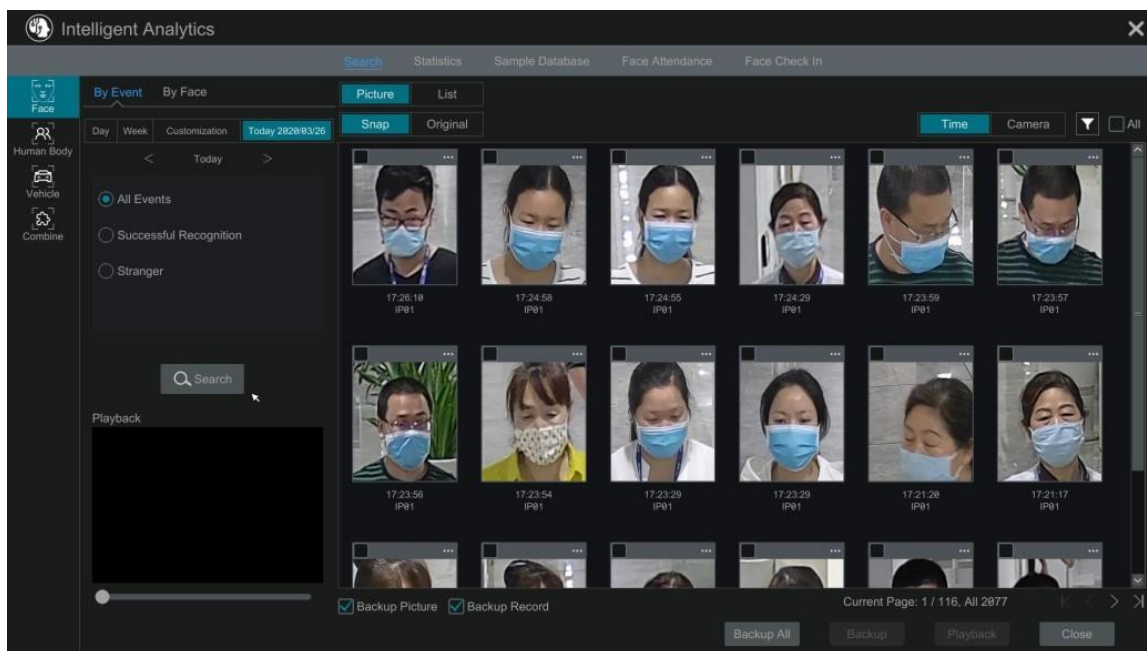 Intelligent Analytics
Search Statistics Sample Database Face Attendance Face Check In
Face
Human Body
Vehicle
Combine
By Event By Face
Day Week Customization Today 2020/03/26
< Today >
All Events
Successful Recognition
Stranger
Search
Playback
Picture List
Snap Original
Time Camera All
17:26:10 17:24:58 17:24:55 17:24:29 17:23:59 17:23:57
IP01 IP01 IP01 IP01 IP01 IP01
17:23:56 17:23:54 17:23:29 17:23:29 17:21:20 17:21:17
IP01 IP01 IP01 IP01 IP01 IP01
Backup Picture Backup Record
Current Page: 1 / 116, All 2077
Backup All Backup Playback Close